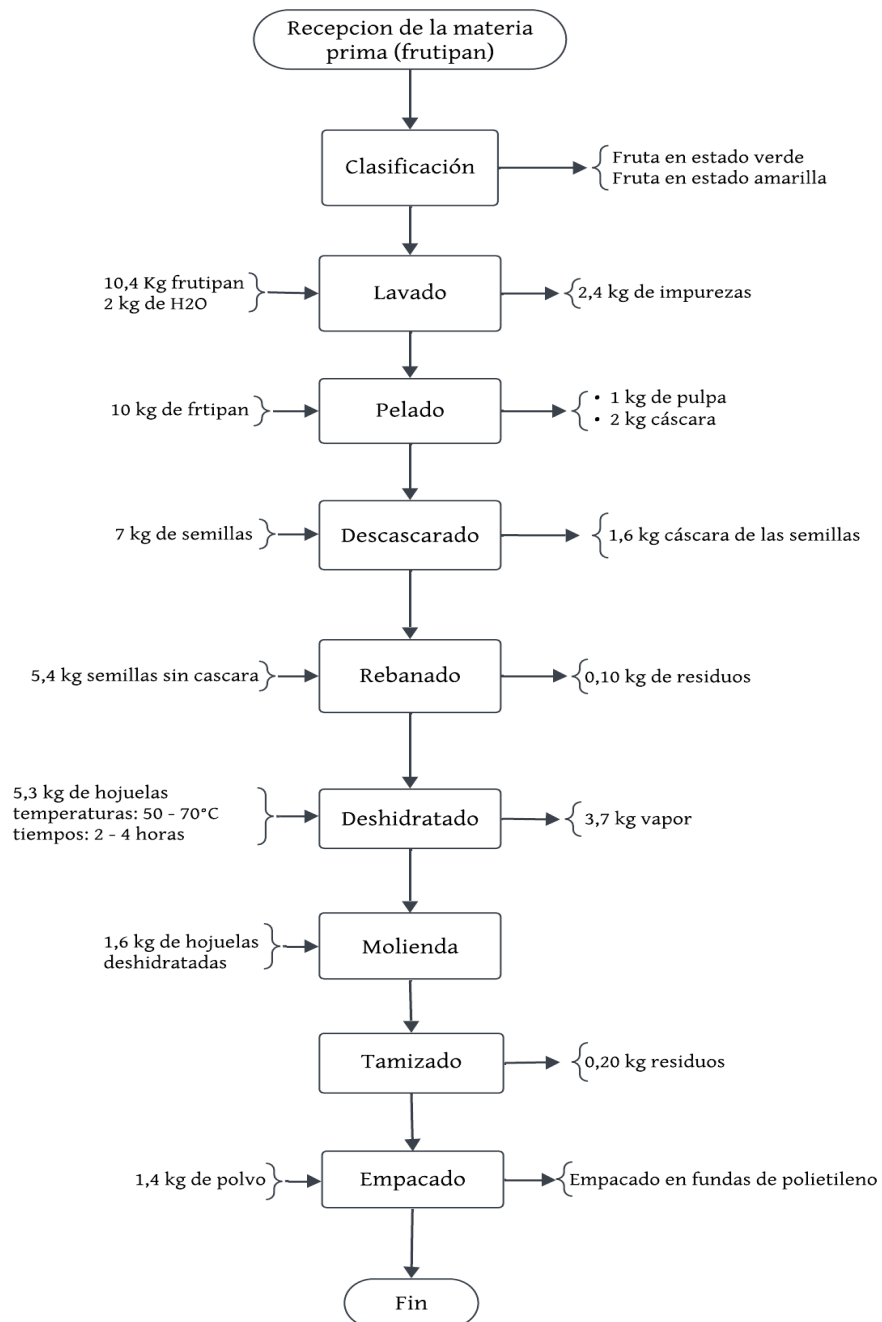 Recepcion de la materia
prima (frutipan)
Clasificación
Fruta en estado verde
Fruta en estado amarilla
10,4 Kg frutipan
2 kg de H2O
Lavado
2,4 kg de impurezas
10 kg de frtipan
Pelado
• 1 kg de pulpa
• 2 kg cáscara
7 kg de semillas
Descascarado
1,6 kg cáscara de las semillas
5,4 kg semillas sin cascara
Rebanado
0,10 kg de residuos
5,3 kg de hojuelas
temperaturas: 50 - 70°C
tiempos: 2 - 4 horas
Deshidratado
3,7 kg vapor
1,6 kg de hojuelas
deshidratadas
Molienda
Tamizado
0,20 kg residuos
1,4 kg de polvo
Empacado
Empacado en fundas de polietileno
Fin